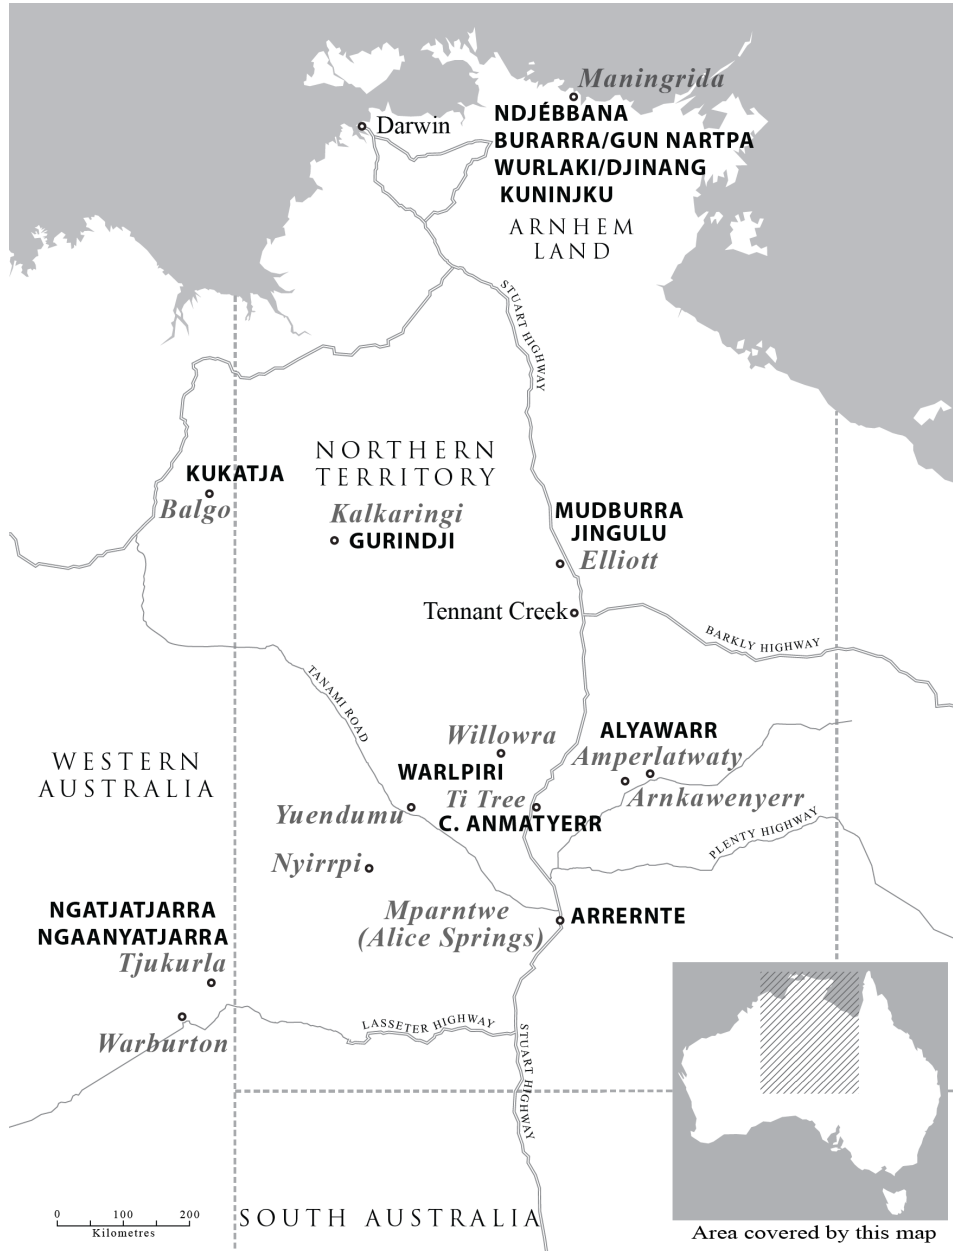 Maningrida
NDJÉBBANA
Darwin
BURARRA/GUN NARTPA
WURLAKI/DJINANG
KUNINJKU
ARNHEM
LAND
STUART HIGHWAY
NORTHERN
TERRITORY
KUKATJA
Balgo
Kalkaringi
GURINDJI
MUDBURRA
JINGULU
Elliott
Tennant Creek
BARKLY HIGHWAY
TANAMI ROAD
WESTERN
AUSTRALIA
Willowra
ALYAWARR
Amperlatwaty
WARLPIRI
Ti Tree
Arnkawenyerr
Yuendumu
C. ANMATYERR
PLENTY HIGHWAY
Nyirrpi
NGATJATJARRA
NGAANYATJARRA
Tjukurla
Mparntwe
(Alice Springs)
ARRERNTE
LASSETER HIGHWAY
Warburton
STUART HIGHWAY
0 100 200
Kilometres
SOUTH AUSTRALIA
Area covered by this map